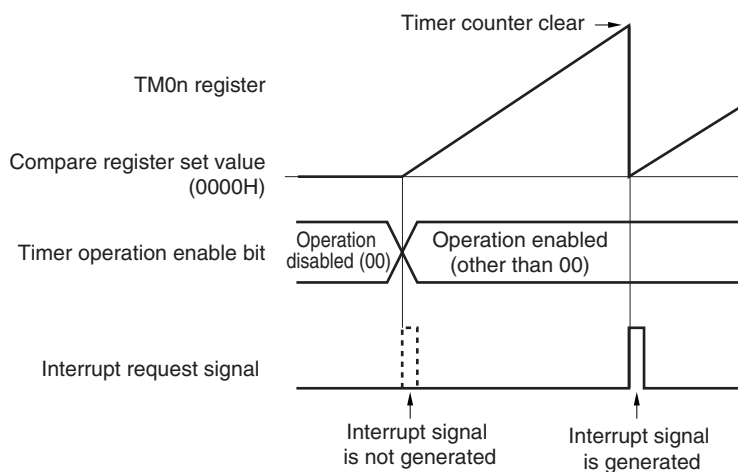 Timer counter clear
TM0n register
Compare register set value
(0000H)
Timer operation enable bit
Operation
disabled (00)
Operation enabled
(other than 00)
Interrupt request signal
Interrupt signal
is not generated
Interrupt signal
is generated